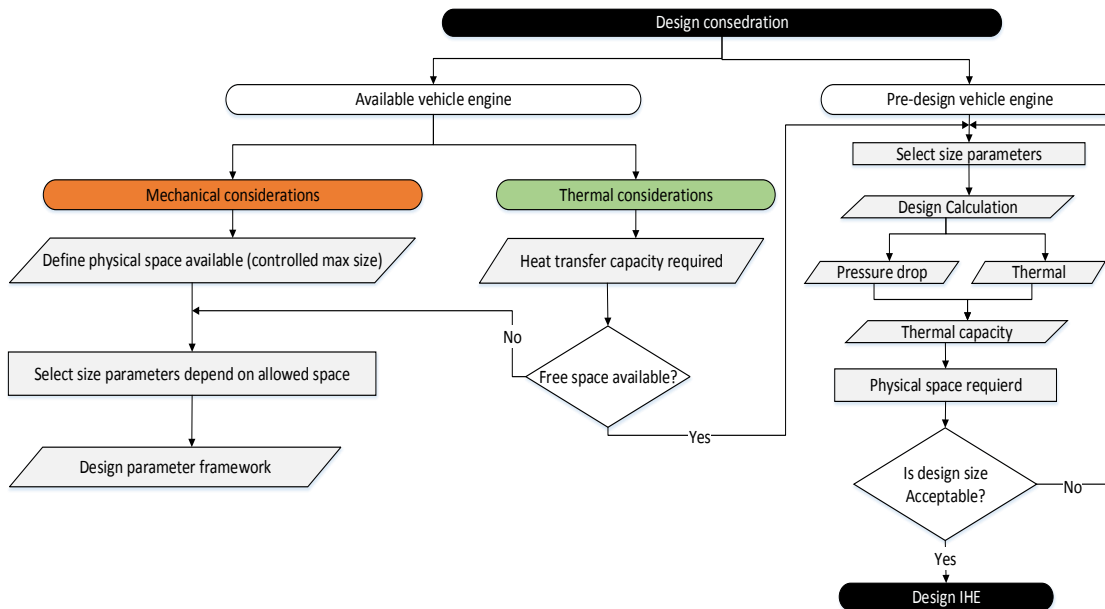 Design consedration
Available vehicle engine
Pre-design vehicle engine
Select size parameters
Mechanical considerations
Thermal considerations
Design Calculation
Define physical space available (controlled max size)
Heat transfer capacity required
Pressure drop
Thermal
No
Thermal capacity
Select size parameters depend on allowed space
Free space available?
Physical space requierd
Yes
Design parameter framework
Is design size
Acceptable?
No
Yes
Design IHE